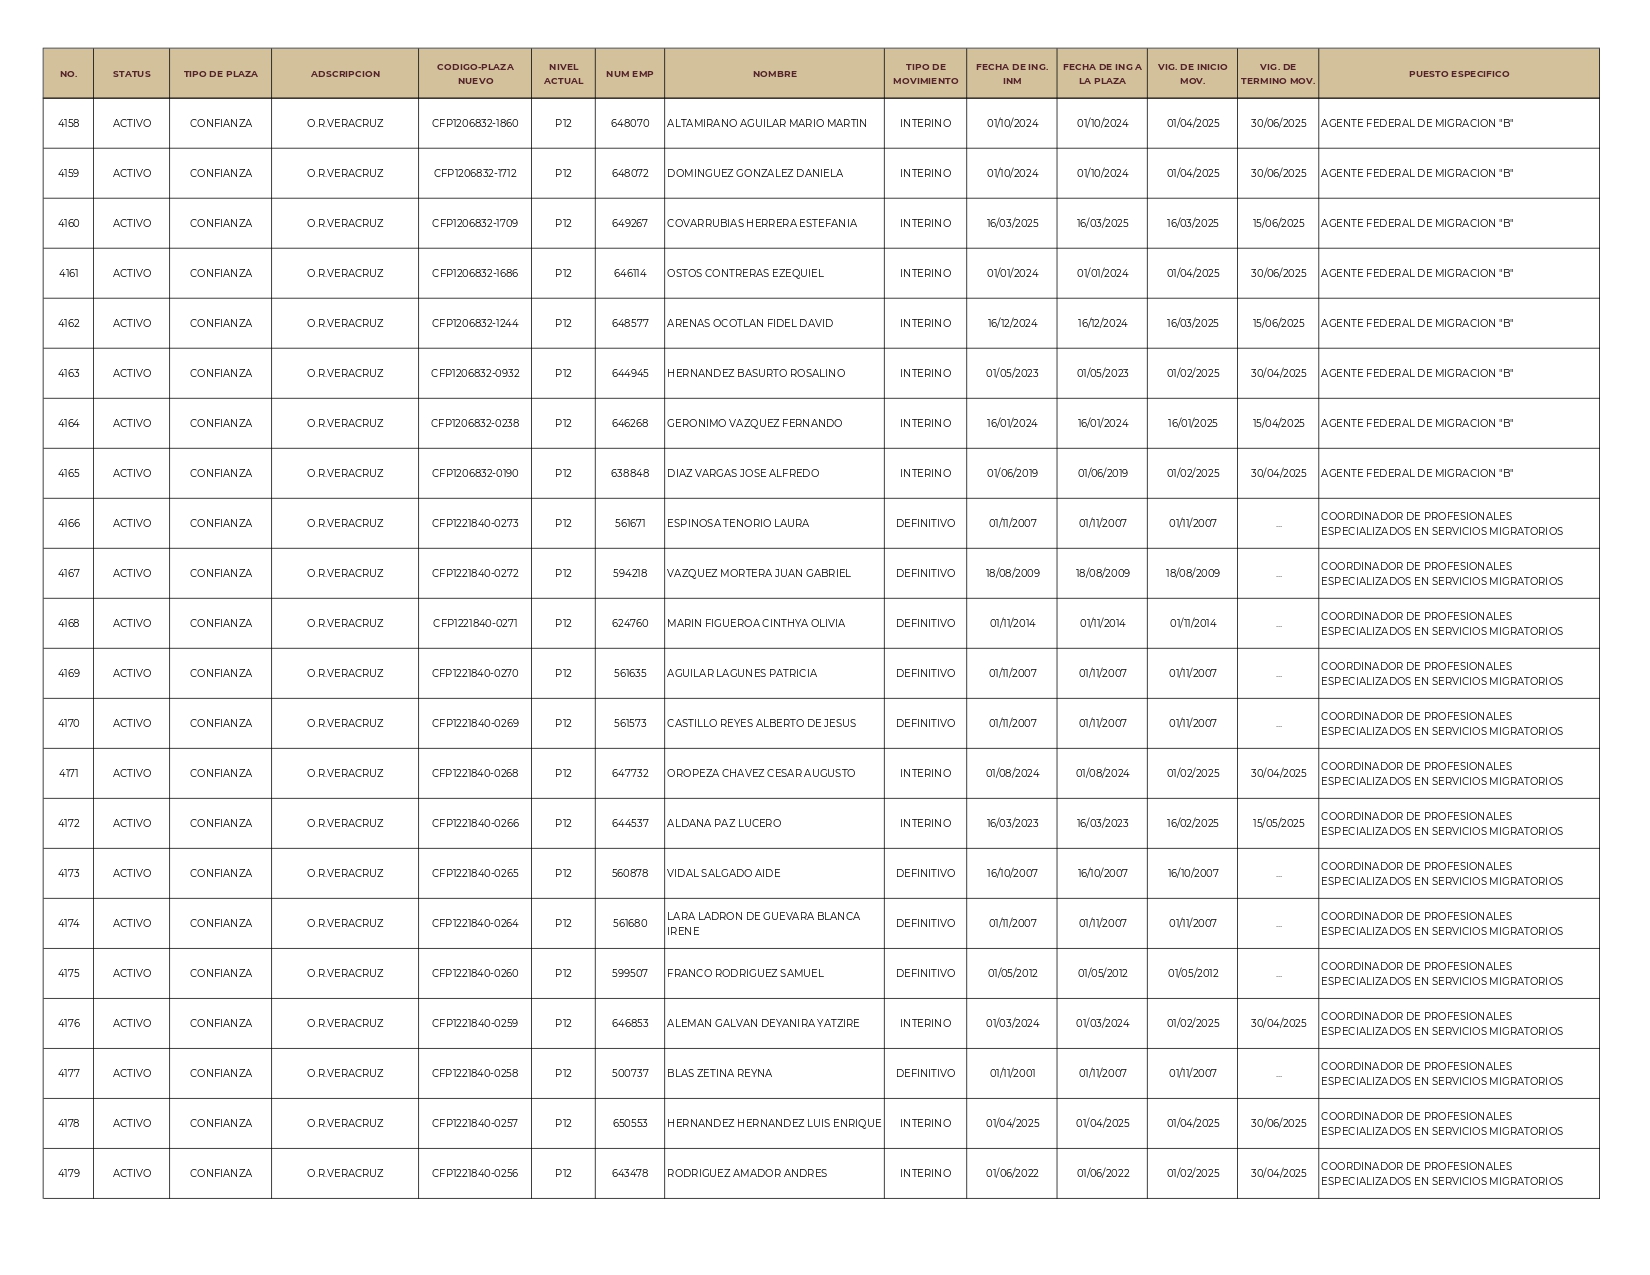 NO. STATUS TIPO DE PLAZA ADSCRIPCION CODIGO-PLAZA NUEVO NIVEL ACTUAL NUM EMP NOMBRE TIPO DE MOVIMIENTO FECHA DE ING. INM FECHA DE ING A LA PLAZA VIG. DE INICIO MOV. VIG. DE TERMINO MOV. PUESTO ESPECIFICO
4158 ACTIVO CONFIANZA O.R.VERACRUZ CFP1206832-1860 P12 648070 ALTAMIRANO AGUILAR MARIO MARTIN INTERINO 01/10/2024 01/10/2024 01/04/2025 30/06/2025 AGENTE FEDERAL DE MIGRACION "B"
4159 ACTIVO CONFIANZA O.R.VERACRUZ CFP1206832-1712 P12 648072 DOMINGUEZ GONZALEZ DANIELA INTERINO 01/10/2024 01/10/2024 01/04/2025 30/06/2025 AGENTE FEDERAL DE MIGRACION "B"
4160 ACTIVO CONFIANZA O.R.VERACRUZ CFP1206832-1709 P12 649267 COVARRUBIAS HERRERA ESTEFANIA INTERINO 16/03/2025 16/03/2025 16/03/2025 15/06/2025 AGENTE FEDERAL DE MIGRACION "B"
4161 ACTIVO CONFIANZA O.R.VERACRUZ CFP1206832-1686 P12 646114 OSTOS CONTRERAS EZEQUIEL INTERINO 01/01/2024 01/01/2024 01/04/2025 30/06/2025 AGENTE FEDERAL DE MIGRACION "B"
4162 ACTIVO CONFIANZA O.R.VERACRUZ CFP1206832-1244 P12 648577 ARENAS OCOTLAN FIDEL DAVID INTERINO 16/12/2024 16/12/2024 16/03/2025 15/06/2025 AGENTE FEDERAL DE MIGRACION "B"
4163 ACTIVO CONFIANZA O.R.VERACRUZ CFP1206832-0932 P12 644945 HERNANDEZ BASURTO ROSALINO INTERINO 01/05/2023 01/05/2023 01/02/2025 30/04/2025 AGENTE FEDERAL DE MIGRACION "B"
4164 ACTIVO CONFIANZA O.R.VERACRUZ CFP1206832-0238 P12 646268 GERONIMO VAZQUEZ FERNANDO INTERINO 16/01/2024 16/01/2024 16/01/2025 15/04/2025 AGENTE FEDERAL DE MIGRACION "B"
4165 ACTIVO CONFIANZA O.R.VERACRUZ CFP1206832-0190 P12 638848 DIAZ VARGAS JOSE ALFREDO INTERINO 01/06/2019 01/06/2019 01/02/2025 30/04/2025 AGENTE FEDERAL DE MIGRACION "B"
4166 ACTIVO CONFIANZA O.R.VERACRUZ CFP1221840-0273 P12 561671 ESPINOSA TENORIO LAURA DEFINITIVO 01/11/2007 01/11/2007 01/11/2007 ... COORDINADOR DE PROFESIONALES ESPECIALIZADOS EN SERVICIOS MIGRATORIOS
4167 ACTIVO CONFIANZA O.R.VERACRUZ CFP1221840-0272 P12 594218 VAZQUEZ MORTERA JUAN GABRIEL DEFINITIVO 18/08/2009 18/08/2009 18/08/2009 ... COORDINADOR DE PROFESIONALES ESPECIALIZADOS EN SERVICIOS MIGRATORIOS
4168 ACTIVO CONFIANZA O.R.VERACRUZ CFP1221840-0271 P12 624760 MARIN FIGUEROA CINTHYA OLIVIA DEFINITIVO 01/11/2014 01/11/2014 01/11/2014 ... COORDINADOR DE PROFESIONALES ESPECIALIZADOS EN SERVICIOS MIGRATORIOS
4169 ACTIVO CONFIANZA O.R.VERACRUZ CFP1221840-0270 P12 561635 AGUILAR LAGUNES PATRICIA DEFINITIVO 01/11/2007 01/11/2007 01/11/2007 ... COORDINADOR DE PROFESIONALES ESPECIALIZADOS EN SERVICIOS MIGRATORIOS
4170 ACTIVO CONFIANZA O.R.VERACRUZ CFP1221840-0269 P12 561573 CASTILLO REYES ALBERTO DE JESUS DEFINITIVO 01/11/2007 01/11/2007 01/11/2007 ... COORDINADOR DE PROFESIONALES ESPECIALIZADOS EN SERVICIOS MIGRATORIOS
4171 ACTIVO CONFIANZA O.R.VERACRUZ CFP1221840-0268 P12 647732 OROPEZA CHAVEZ CESAR AUGUSTO INTERINO 01/08/2024 01/08/2024 01/02/2025 30/04/2025 COORDINADOR DE PROFESIONALES ESPECIALIZADOS EN SERVICIOS MIGRATORIOS
4172 ACTIVO CONFIANZA O.R.VERACRUZ CFP1221840-0266 P12 644537 ALDANA PAZ LUCERO INTERINO 16/03/2023 16/03/2023 16/02/2025 15/05/2025 COORDINADOR DE PROFESIONALES ESPECIALIZADOS EN SERVICIOS MIGRATORIOS
4173 ACTIVO CONFIANZA O.R.VERACRUZ CFP1221840-0265 P12 560878 VIDAL SALGADO AIDE DEFINITIVO 16/10/2007 16/10/2007 16/10/2007 ... COORDINADOR DE PROFESIONALES ESPECIALIZADOS EN SERVICIOS MIGRATORIOS
4174 ACTIVO CONFIANZA O.R.VERACRUZ CFP1221840-0264 P12 561680 LARA LADRON DE GUEVARA BLANCA IRENE DEFINITIVO 01/11/2007 01/11/2007 01/11/2007 ... COORDINADOR DE PROFESIONALES ESPECIALIZADOS EN SERVICIOS MIGRATORIOS
4175 ACTIVO CONFIANZA O.R.VERACRUZ CFP1221840-0260 P12 599507 FRANCO RODRIGUEZ SAMUEL DEFINITIVO 01/05/2012 01/05/2012 01/05/2012 ... COORDINADOR DE PROFESIONALES ESPECIALIZADOS EN SERVICIOS MIGRATORIOS
4176 ACTIVO CONFIANZA O.R.VERACRUZ CFP1221840-0259 P12 646853 ALEMAN GALVAN DEYANIRA YATZIRE INTERINO 01/03/2024 01/03/2024 01/02/2025 30/04/2025 COORDINADOR DE PROFESIONALES ESPECIALIZADOS EN SERVICIOS MIGRATORIOS
4177 ACTIVO CONFIANZA O.R.VERACRUZ CFP1221840-0258 P12 500737 BLAS ZETINA REYNA DEFINITIVO 01/11/2001 01/11/2007 01/11/2007 ... COORDINADOR DE PROFESIONALES ESPECIALIZADOS EN SERVICIOS MIGRATORIOS
4178 ACTIVO CONFIANZA O.R.VERACRUZ CFP1221840-0257 P12 650553 HERNANDEZ HERNANDEZ LUIS ENRIQUE INTERINO 01/04/2025 01/04/2025 01/04/2025 30/06/2025 COORDINADOR DE PROFESIONALES ESPECIALIZADOS EN SERVICIOS MIGRATORIOS
4179 ACTIVO CONFIANZA O.R.VERACRUZ CFP1221840-0256 P12 643478 RODRIGUEZ AMADOR ANDRES INTERINO 01/06/2022 01/06/2022 01/02/2025 30/04/2025 COORDINADOR DE PROFESIONALES ESPECIALIZADOS EN SERVICIOS MIGRATORIOS